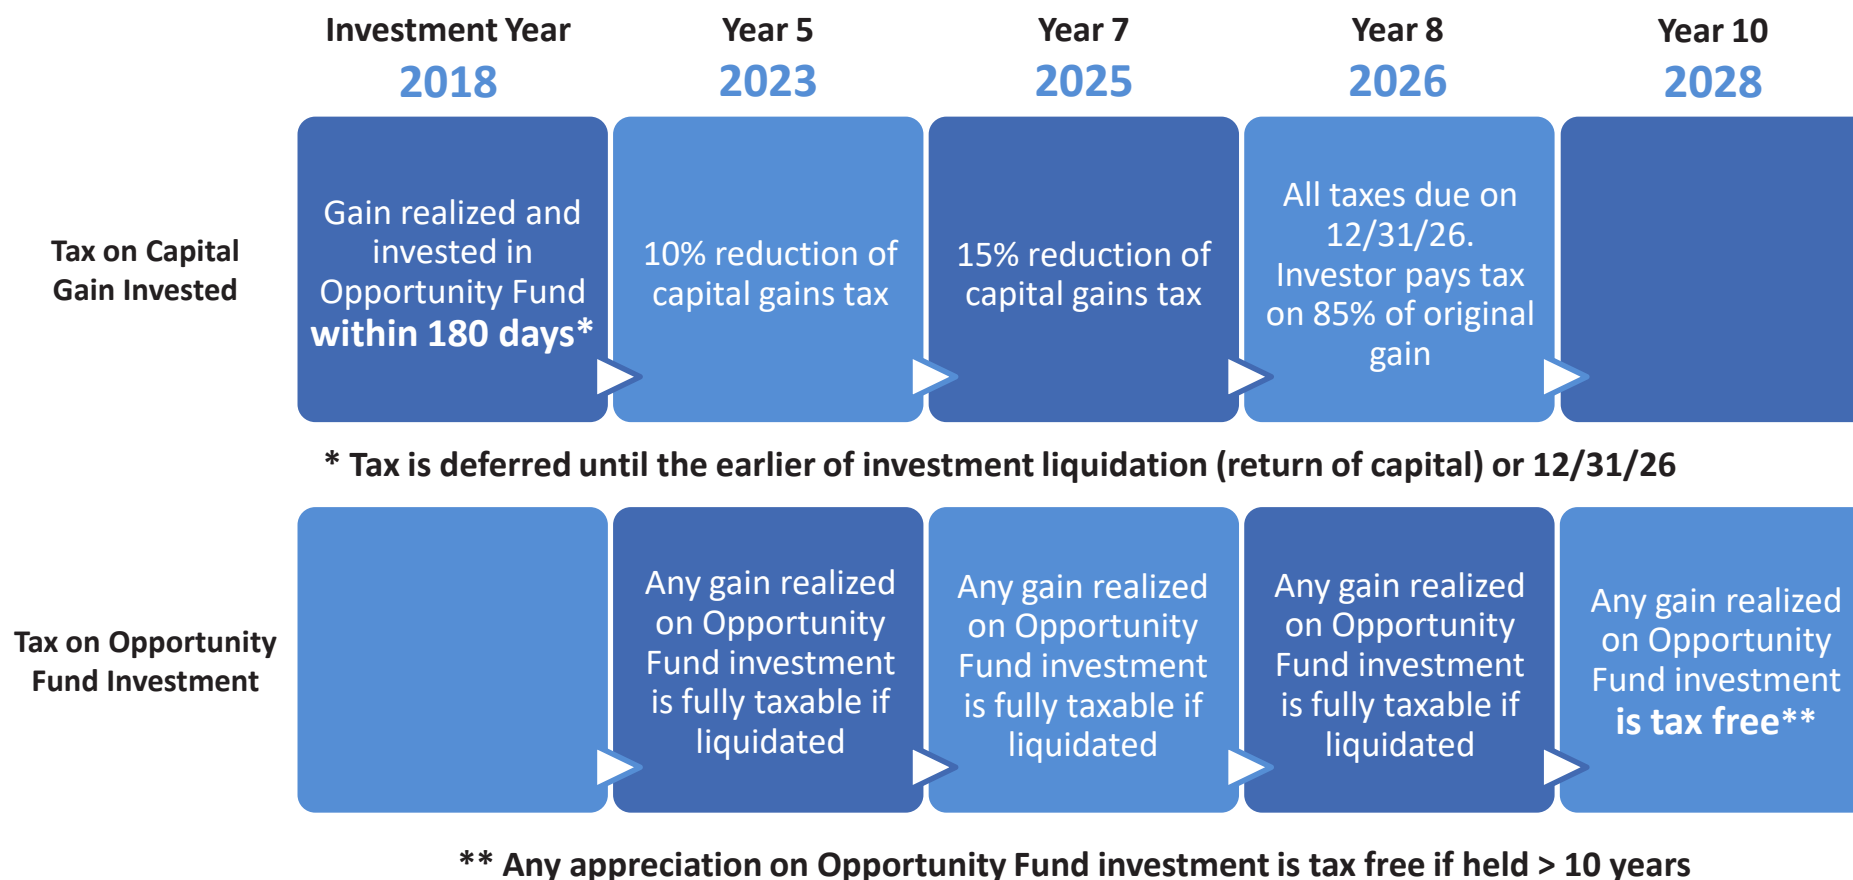 Investment Year
2018
Year 5
2023
Year 7
2025
Year 8
2026
Year 10
2028
Tax on Capital
Gain Invested
Gain realized and
invested in
Opportunity Fund
within 180 days*
10% reduction of
capital gains tax
15% reduction of
capital gains tax
All taxes due on
12/31/26.
Investor pays tax
on 85% of original
gain
* Tax is deferred until the earlier of investment liquidation (return of capital) or 12/31/26
Tax on Opportunity
Fund Investment
Any gain realized
on Opportunity
Fund investment
is fully taxable if
liquidated
Any gain realized
on Opportunity
Fund investment
is fully taxable if
liquidated
Any gain realized
on Opportunity
Fund investment
is fully taxable if
liquidated
Any gain realized
on Opportunity
Fund investment
is tax free**
** Any appreciation on Opportunity Fund investment is tax free if held > 10 years